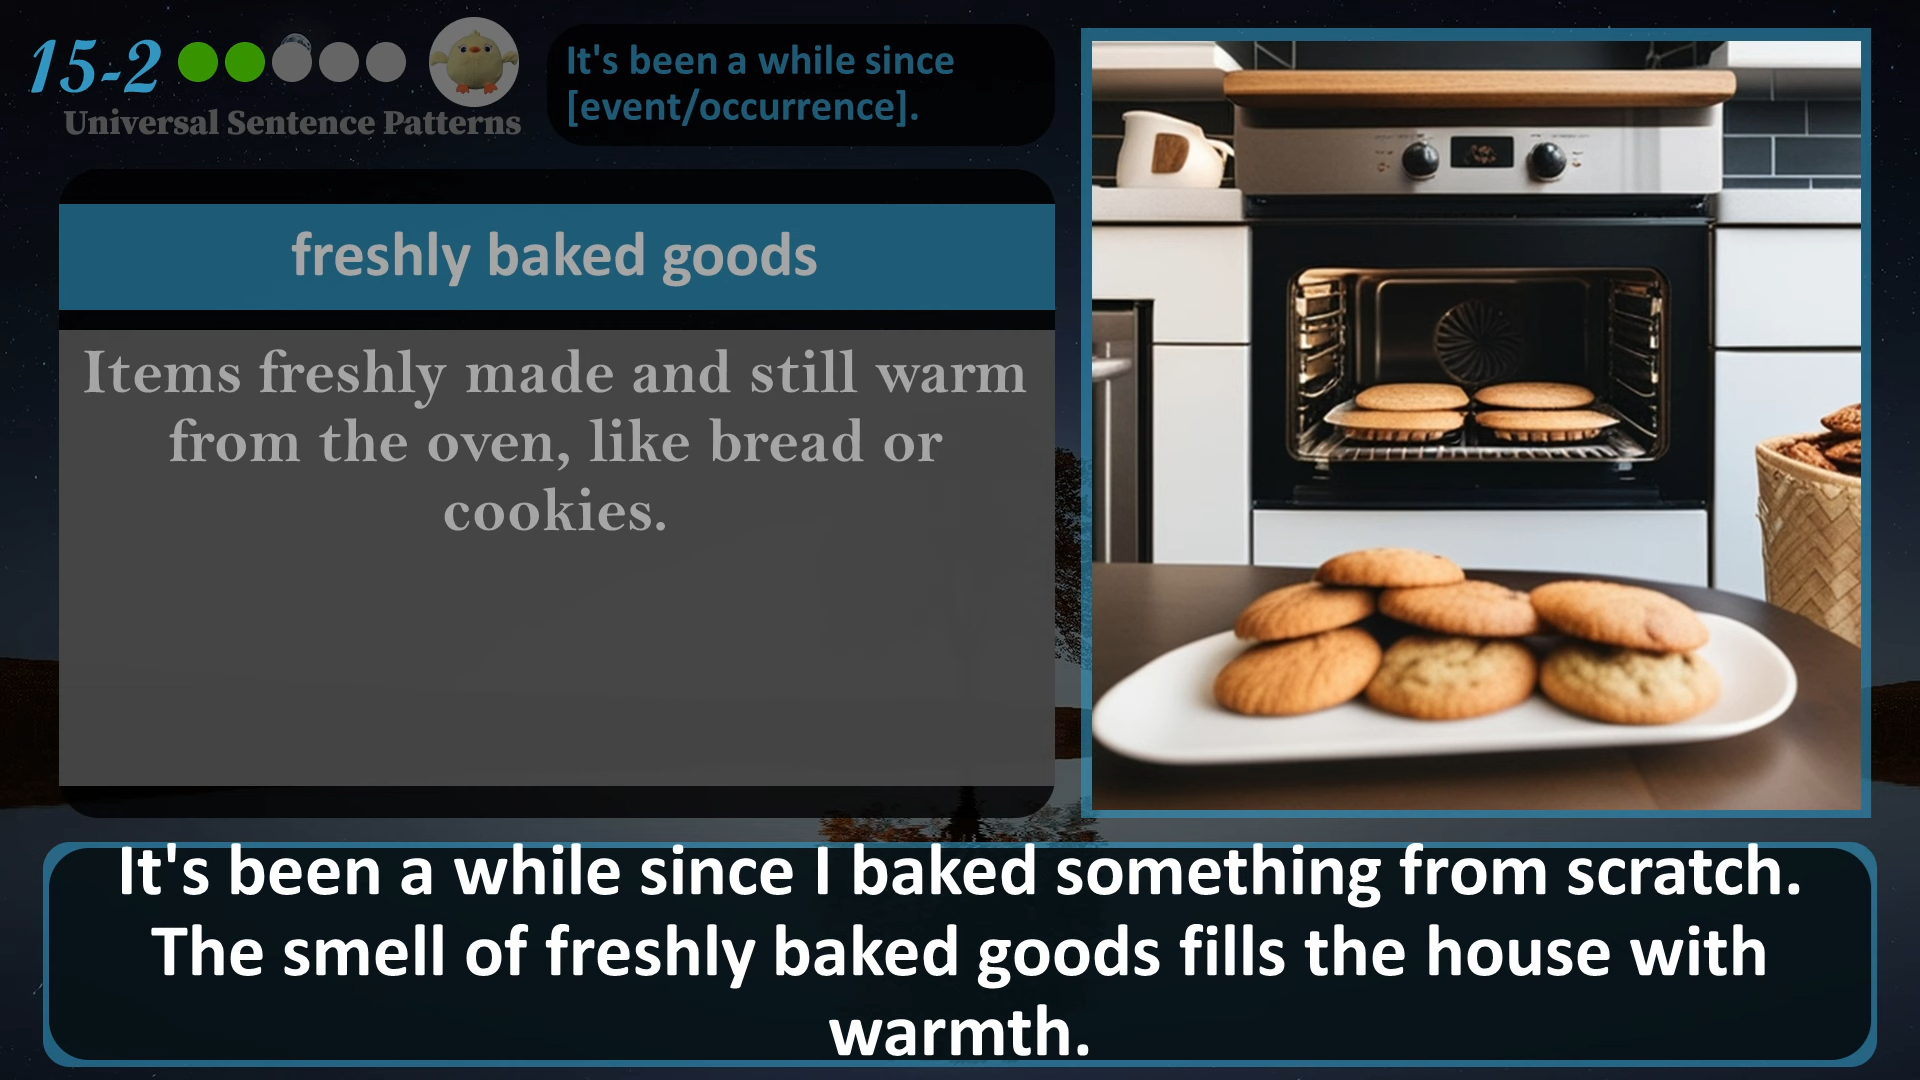 15-2
Universal Sentence Patterns
It's been a while since
[event/occurrence].
freshly baked goods
Items freshly made and still warm
from the oven, like bread or
cookies.
It's been a while since I baked something from scratch.
The smell of freshly baked goods fills the house with
warmth.